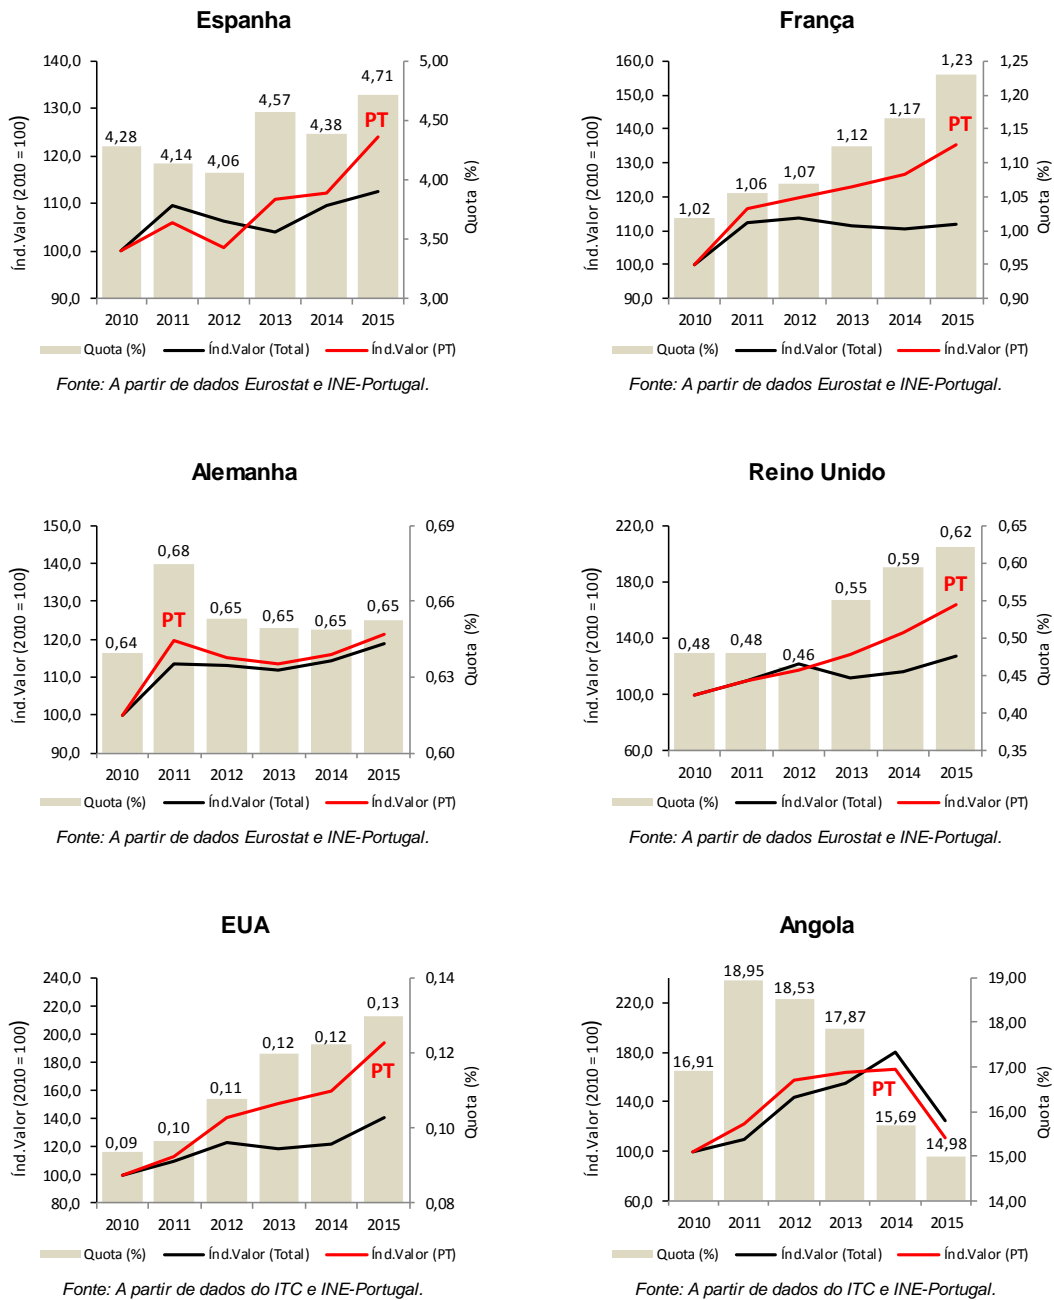 Espanha
Índ.Valor (2010 = 100)
140,0
130,0
120,0
110,0
100,0
90,0
4,28
4,14
4,06
4,57
4,38
4,71
PT
5,00
4,50
4,00
3,50
3,00
Quota (%)
2010 2011 2012 2013 2014 2015
Quota (%) Índ.Valor (Total) Índ.Valor (PT)
Fonte: A partir de dados Eurostat e INE-Portugal.
França
Índ.Valor (2010 = 100)
160,0
150,0
140,0
130,0
120,0
110,0
100,0
90,0
1,02
1,06
1,07
1,12
1,17
1,23
PT
1,25
1,20
1,15
1,10
1,05
1,00
0,95
0,90
Quota (%)
2010 2011 2012 2013 2014 2015
Quota (%) Índ.Valor (Total) Índ.Valor (PT)
Fonte: A partir de dados Eurostat e INE-Portugal.
Alemanha
Índ.Valor (2010 = 100)
150,0
140,0
130,0
120,0
110,0
100,0
90,0
0,64
0,68
0,65
0,65
0,65
0,65
PT
0,69
0,66
0,63
0,60
Quota (%)
2010 2011 2012 2013 2014 2015
Quota (%) Índ.Valor (Total) Índ.Valor (PT)
Fonte: A partir de dados Eurostat e INE-Portugal.
Reino Unido
Índ.Valor (2010 = 100)
220,0
180,0
140,0
100,0
60,0
0,48
0,48
0,46
0,55
0,59
0,62
PT
0,65
0,60
0,55
0,50
0,45
0,40
0,35
Quota (%)
2010 2011 2012 2013 2014 2015
Quota (%) Índ.Valor (Total) Índ.Valor (PT)
Fonte: A partir de dados Eurostat e INE-Portugal.
EUA
Índ.Valor (2010 = 100)
240,0
220,0
200,0
180,0
160,0
140,0
120,0
100,0
80,0
0,09
0,10
0,11
0,12
0,12
0,13
PT
0,14
0,12
0,10
0,08
Quota (%)
2010 2011 2012 2013 2014 2015
Quota (%) Índ.Valor (Total) Índ.Valor (PT)
Fonte: A partir de dados do ITC e INE-Portugal.
Angola
Índ.Valor (2010 = 100)
220,0
180,0
140,0
100,0
60,0
16,91
18,95
18,53
17,87
15,69
14,98
PT
19,00
18,00
17,00
16,00
15,00
14,00
Quota (%)
2010 2011 2012 2013 2014 2015
Quota (%) Índ.Valor (Total) Índ.Valor (PT)
Fonte: A partir de dados do ITC e INE-Portugal.